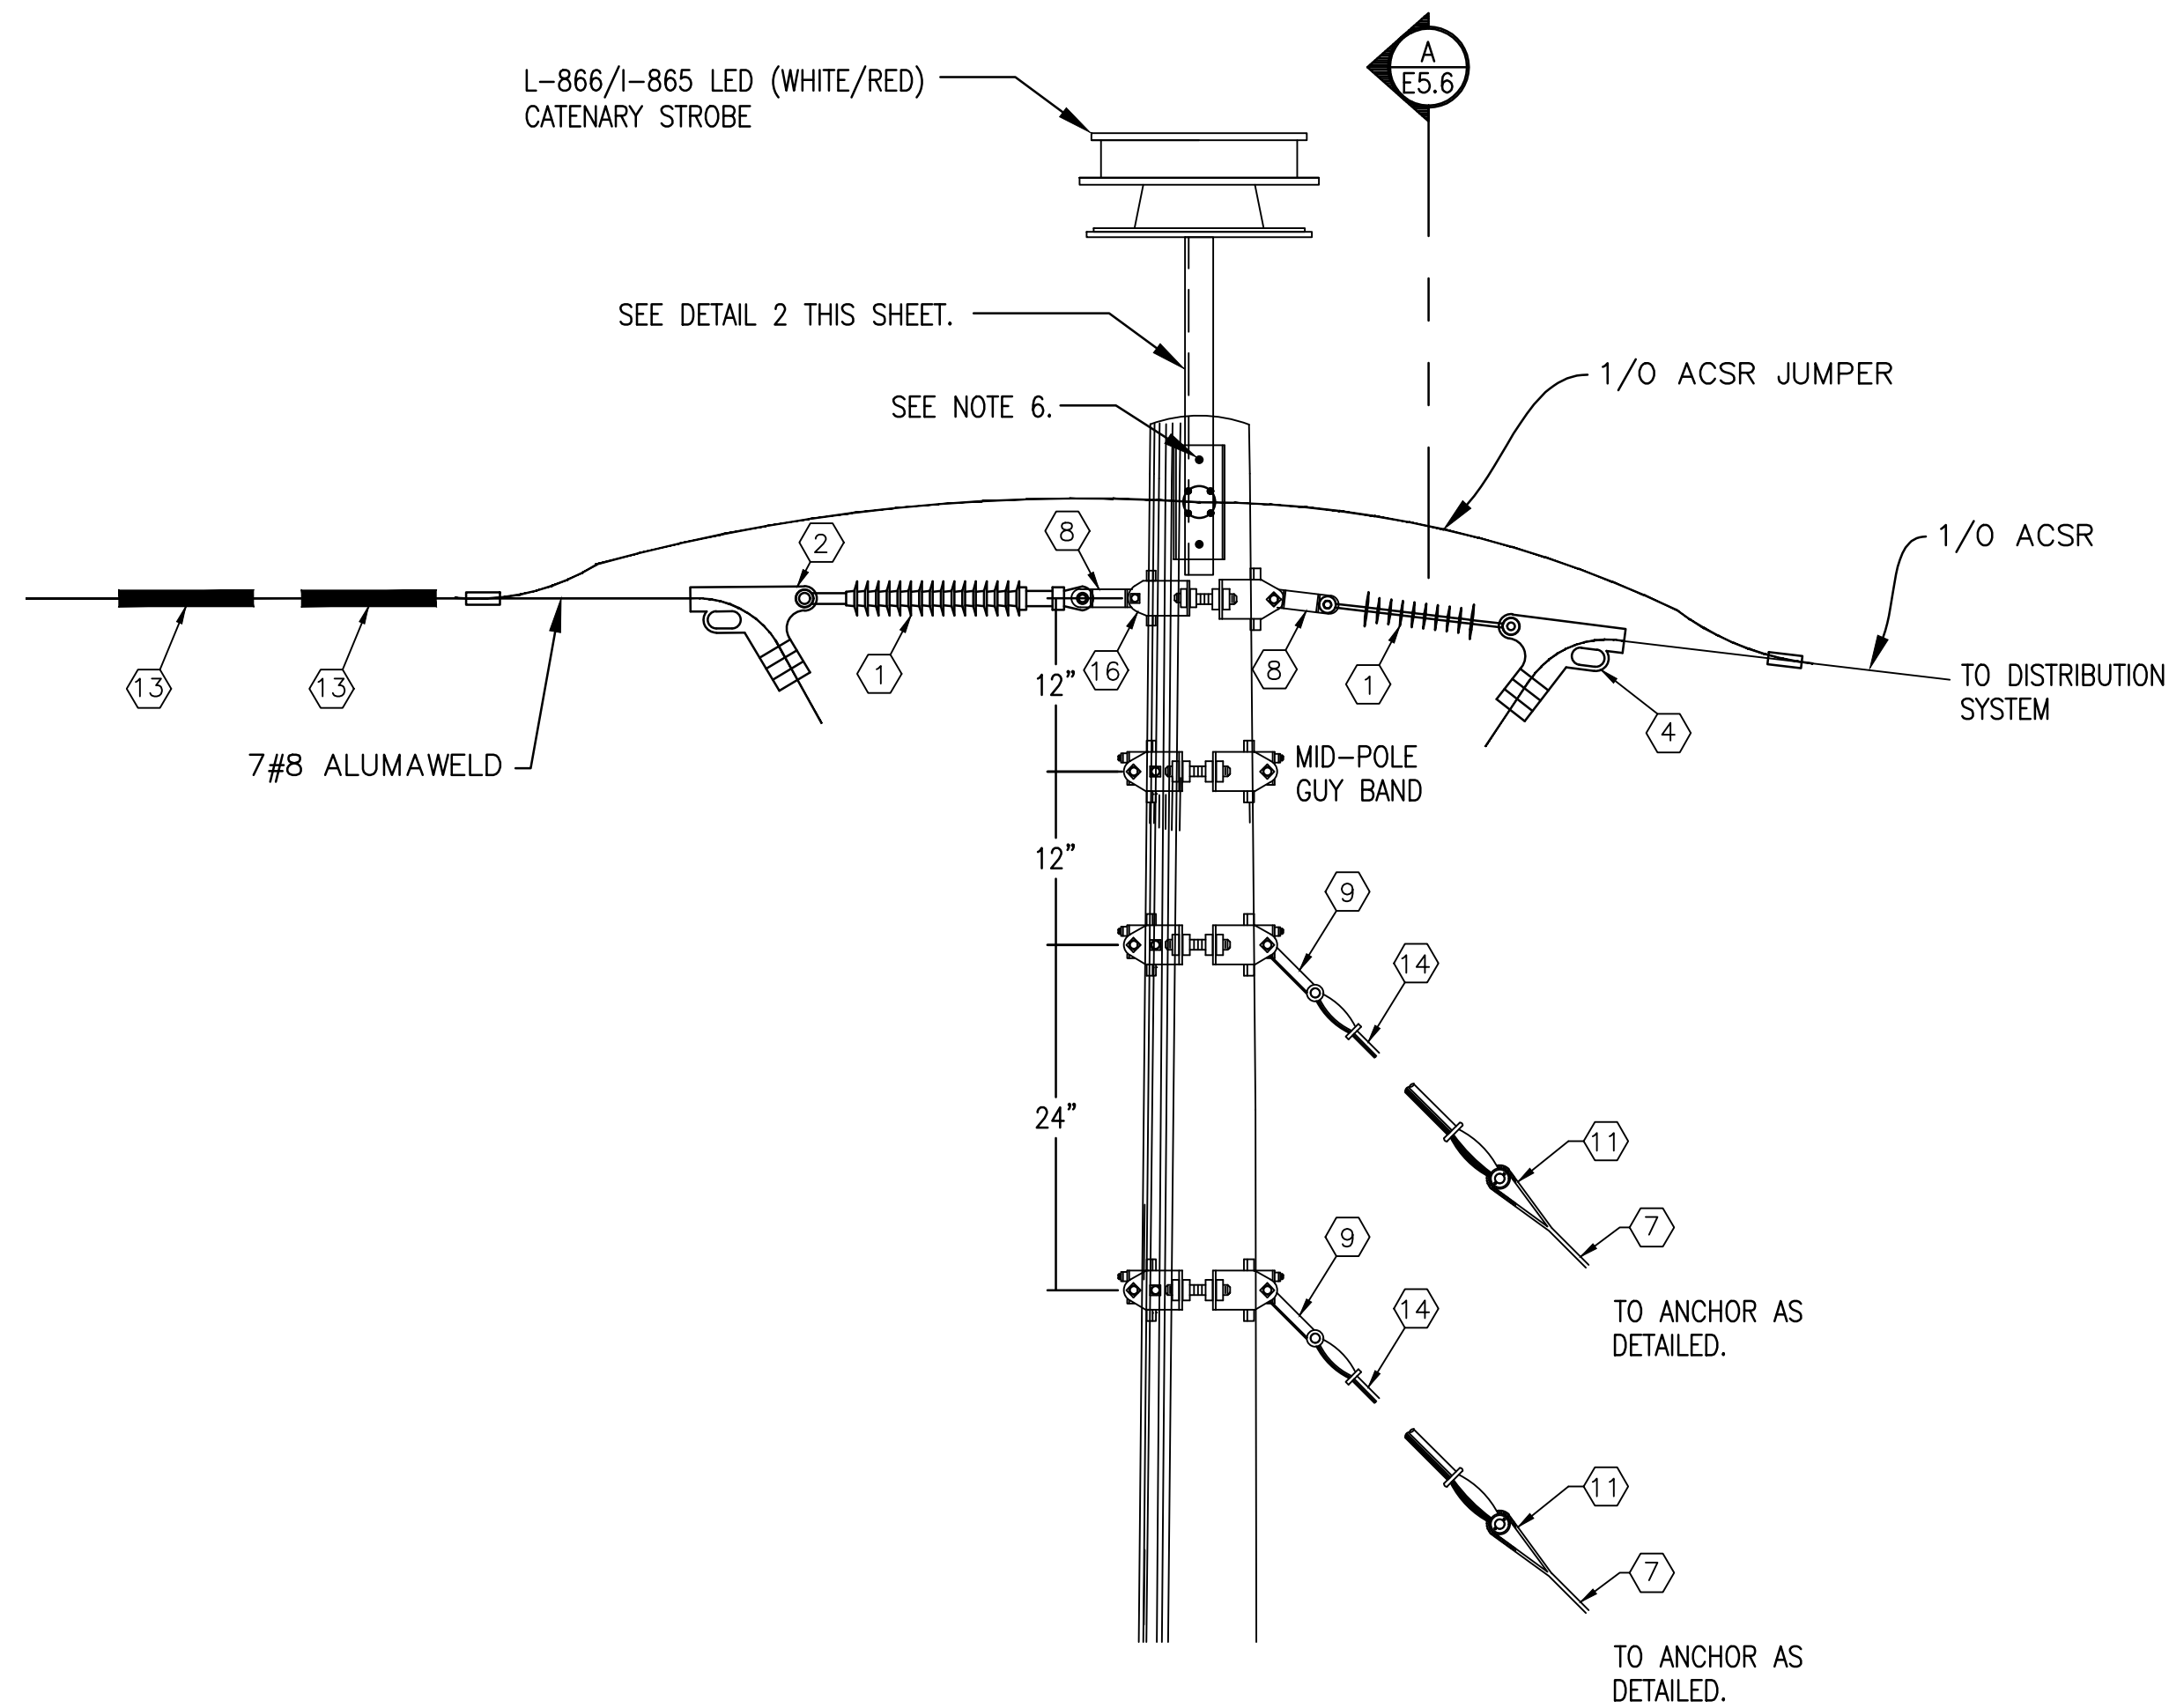 A
E5.6
L-866/I-865 LED (WHITE/RED)
CATENARY STROBE
SEE DETAIL 2 THIS SHEET.
1/0 ACSR JUMPER
SEE NOTE 6.
1/0 ACSR
2
8
13
13
1
16
8
1
4
TO DISTRIBUTION
SYSTEM
12"
7#8 ALUMAWELD
MID-POLE
GUY BAND
12"
9
14
24"
11
7
9
14
TO ANCHOR AS
DETAILED.
11
7
TO ANCHOR AS
DETAILED.